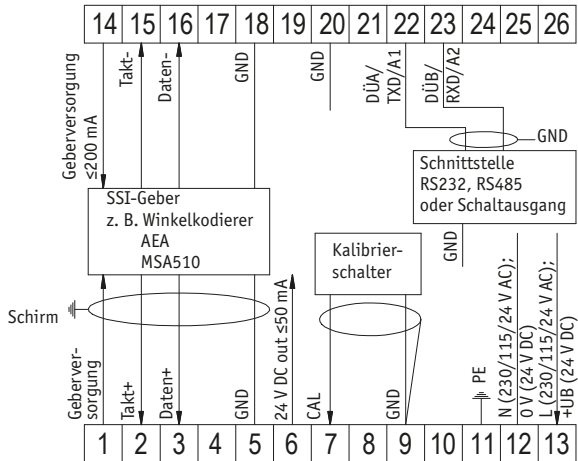 14 15 16 17 18 19 20 21 22 23 24 25 26
Geberversorgung
≤200 mA
Takt-
Daten-
GND
GND
DÜA/
TXD/A1
DÜB/
RXD/A2
GND
SSI-Geber
z. B. Winkelkodierer
AEA
MSA510
Schnittstelle
RS232, RS485
oder Schaltausgang
Kalibrier-
schalter
GND
Schirm
Geberver-
sorgung
Takt+
Daten+
GND
24 V DC out ≤50 mA
CAL
GND
PE
N (230/115/24 V AC);
0 V (24 V DC)
L (230/115/24 V AC);
+UB (24 V DC)
1 2 3 4 5 6 7 8 9 10 11 12 13